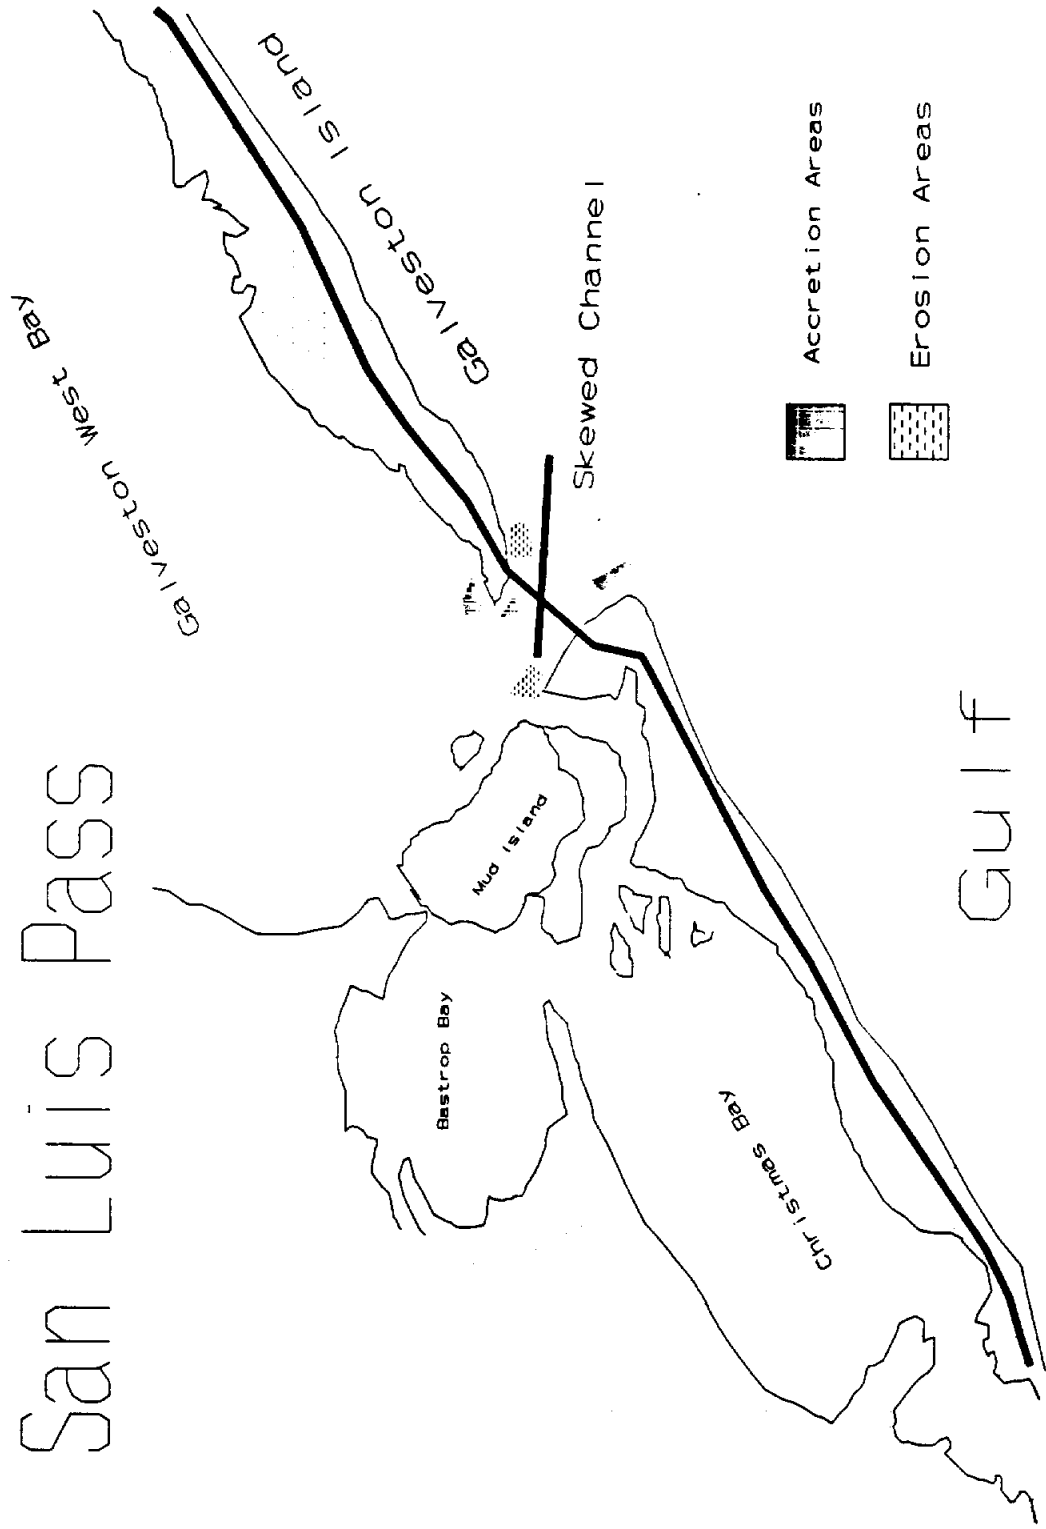 San Luis Pass
Galveston West Bay
Galveston Island
Bastrop Bay
Mud Island
Skewed Channel
Christmas Bay
Accretion Areas
Erosion Areas
Gulf